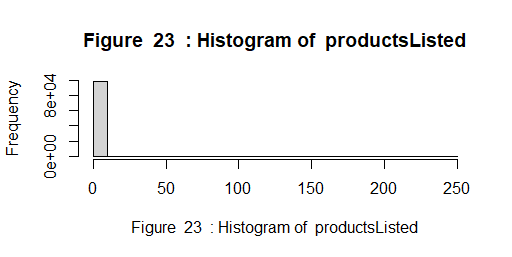 Figure 23 : Histogram of productsListed
Frequency
8e+04
0e+00
0 50 100 150 200 250
Figure 23 : Histogram of productsListed